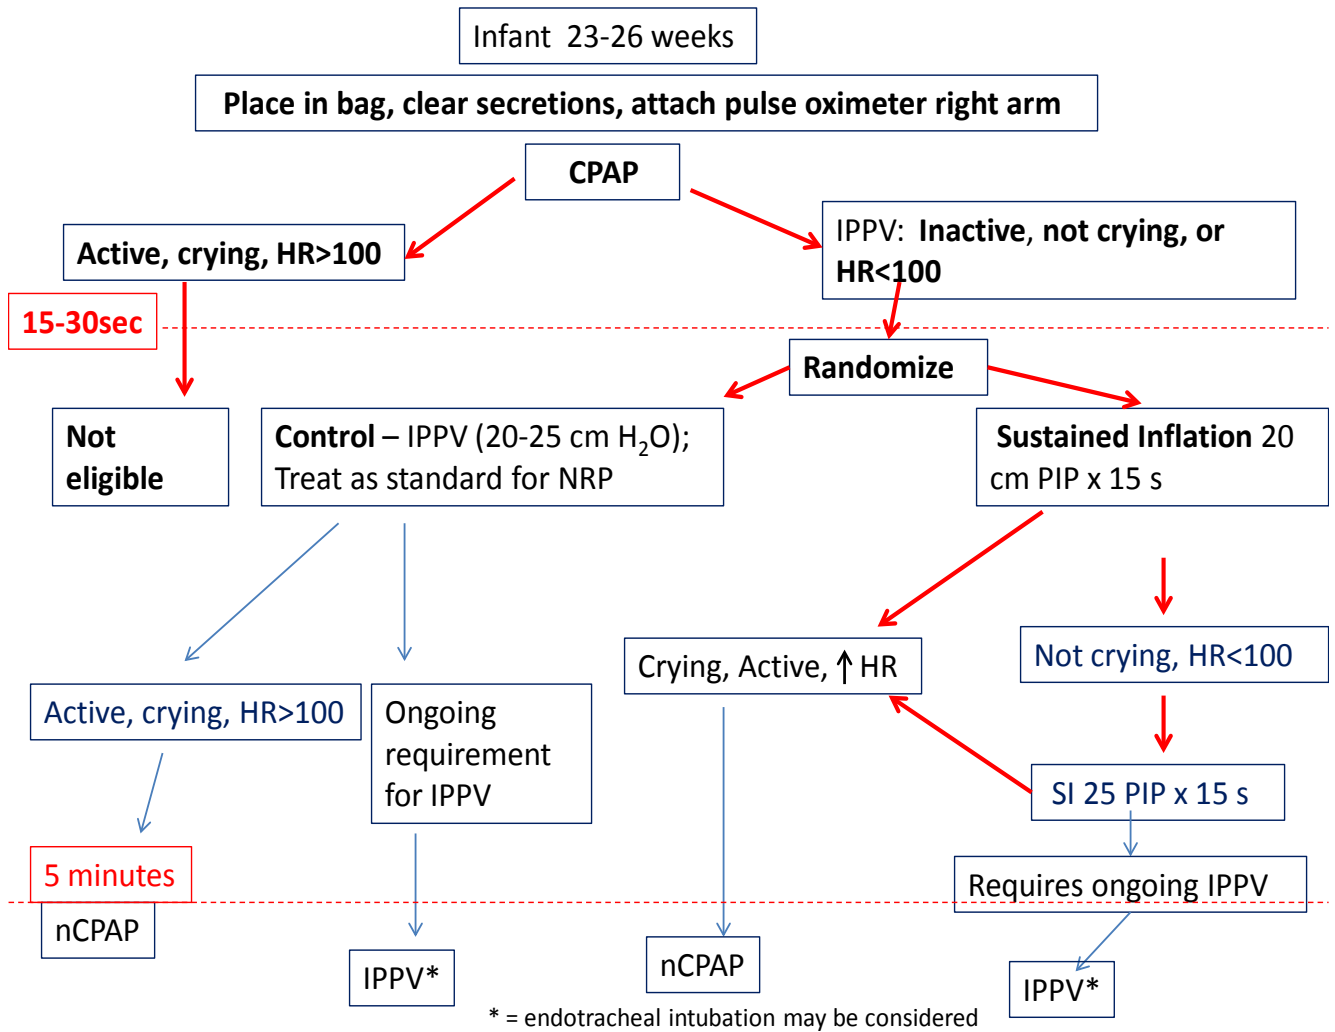 Infant 23-26 weeks
Place in bag, clear secretions, attach pulse oximeter right arm
CPAP
Active, crying, HR>100
IPPV: Inactive, not crying, or
HR<100
15-30sec
Randomize
Not
eligible
Control – IPPV (20-25 cm H₂O);
Treat as standard for NRP
Sustained Inflation 20
cm PIP x 15 s
Active, crying, HR>100
Ongoing
requirement
for IPPV
Crying, Active, ↑ HR
Not crying, HR<100
SI 25 PIP x 15 s
5 minutes
Requires ongoing IPPV
nCPAP
IPPV*
nCPAP
IPPV*
* = endotracheal intubation may be considered